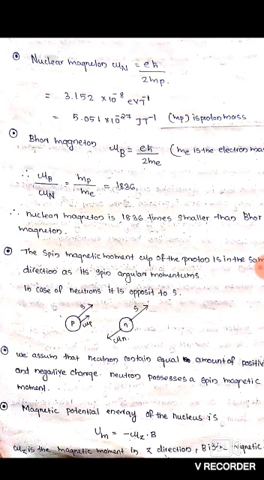 Nuclear magneton μN = eħ
2mp
= 3.152 × 10⁻⁸ eVT⁻¹
= 5.051 × 10⁻²⁷ JT⁻¹ (mp) is proton mass
Bhor magneton μB = eħ (me is the electron mas
2me
∴ μB = mp = 1836,
μN me
∴ nuclear magneton is 1836 times smaller than Bhor
magneton.
The spin magnetic moment μp of the proton is in the sam
direction as its spin angular momentums
In case of neutrons it is opposit to s.
S S
P μp n
μn
we assume that neutron contain equal amount of positive
and negative charge. neutron possesses a spin magnetic
moment.
Magnetic potential energy of the nucleus is
Um = -μz . B
μz is the magnetic moment in z direction,
V RECORDER